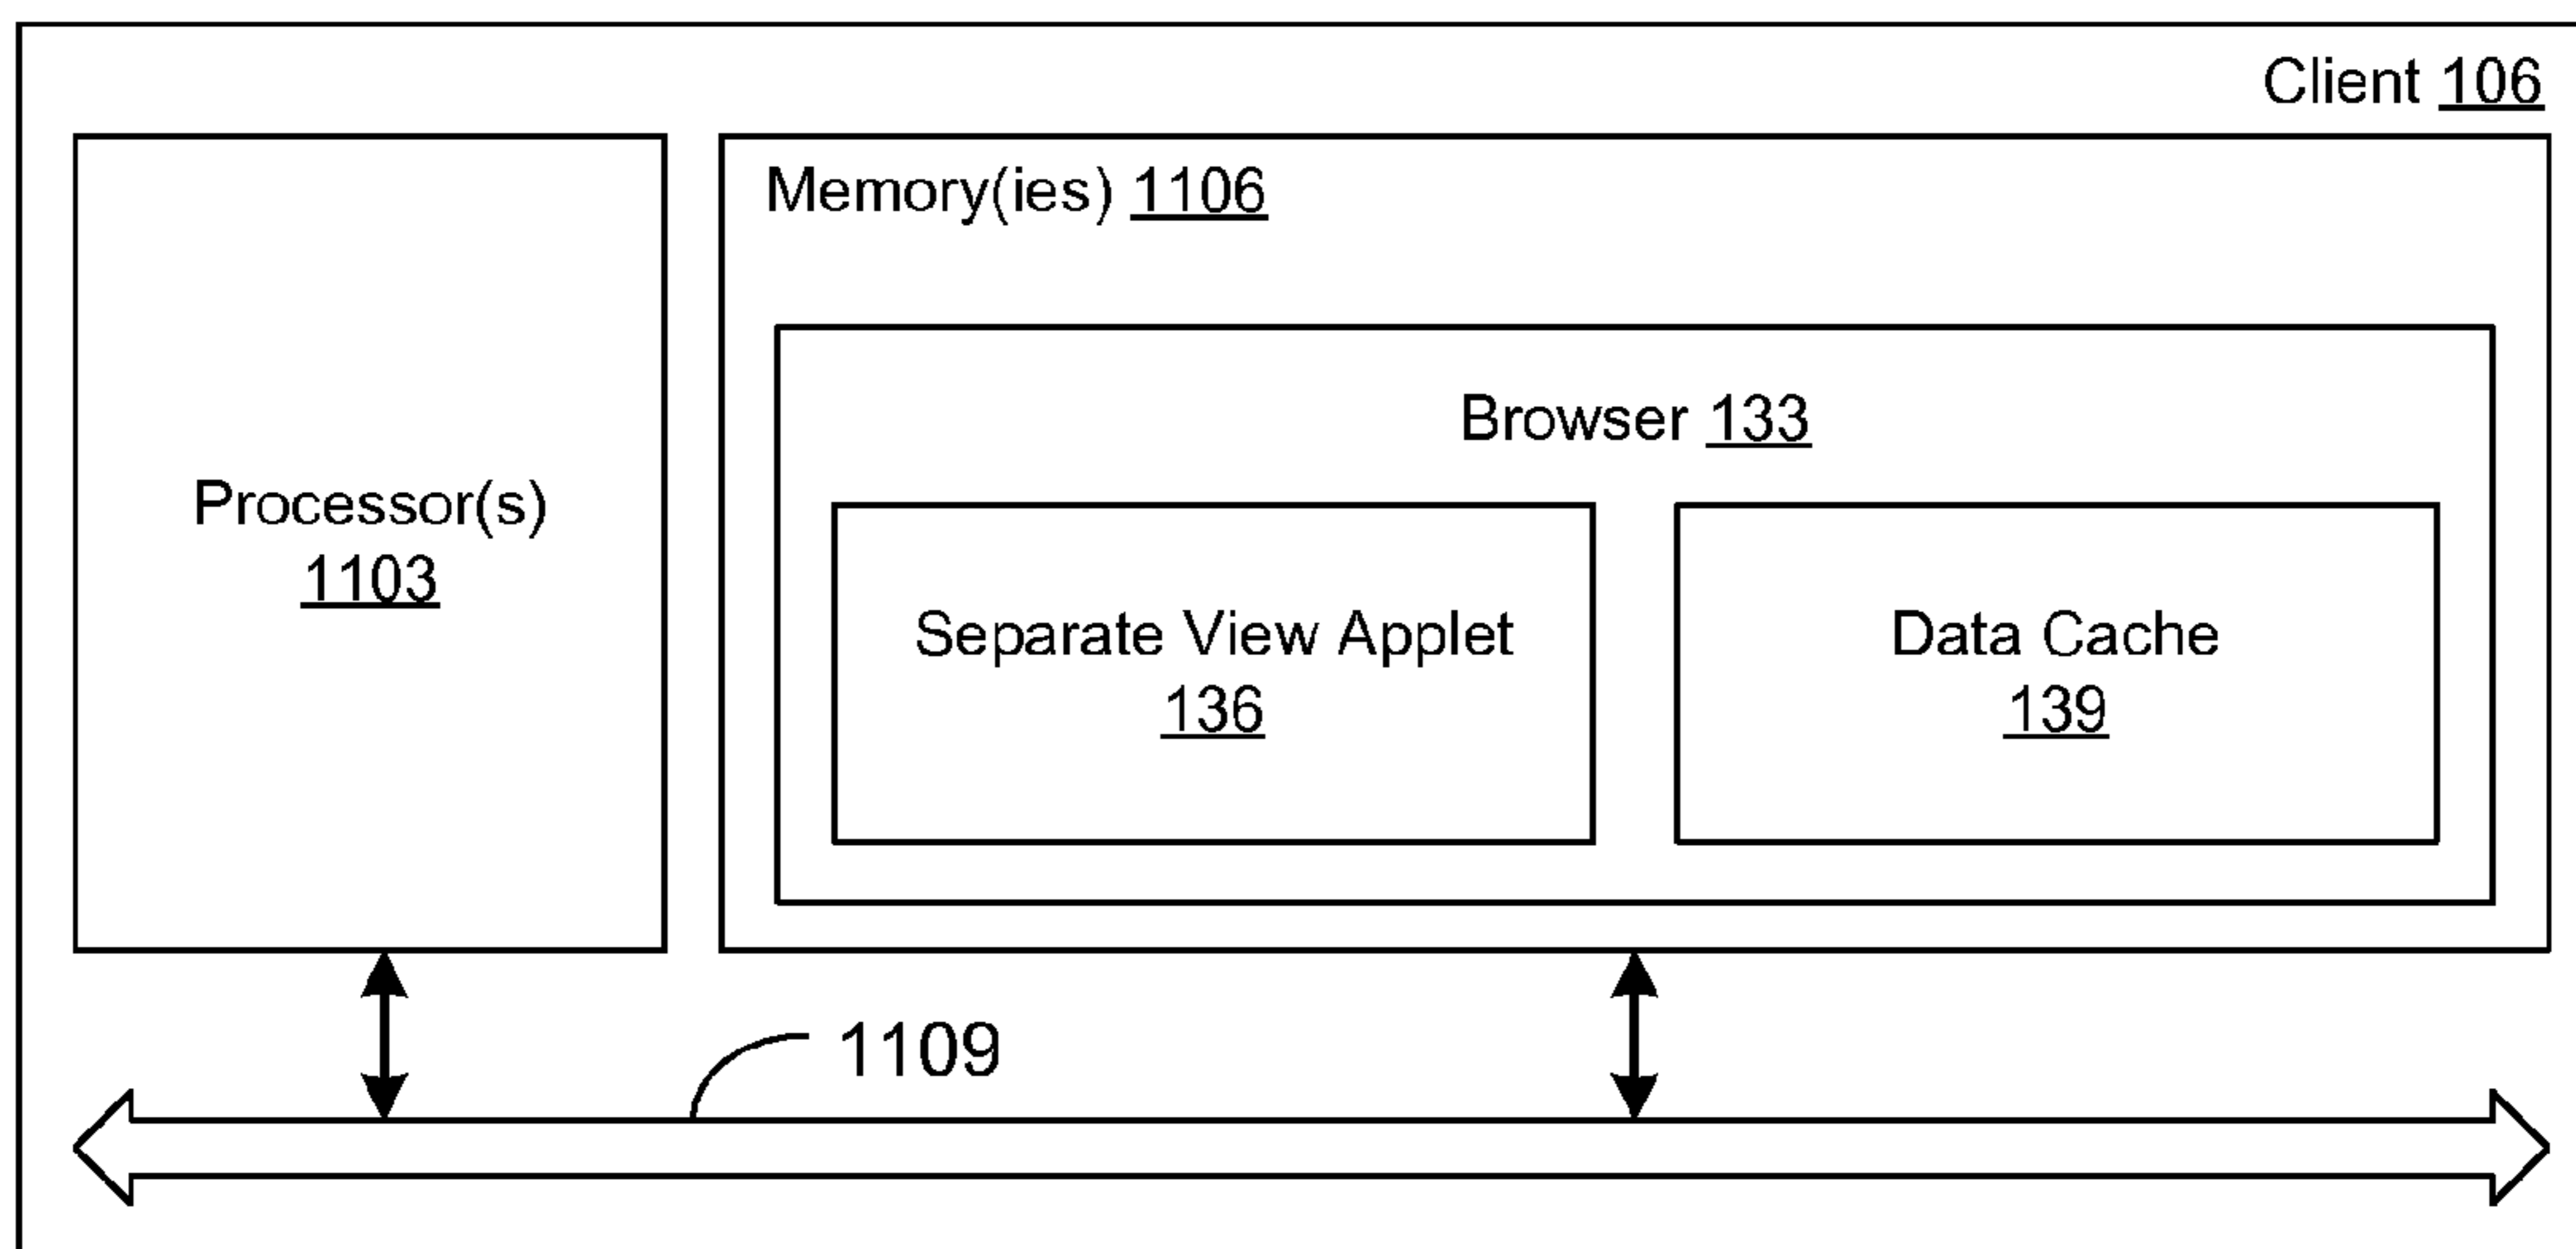 Client 106
Memory(ies) 1106
Browser 133
Processor(s)
1103
Separate View Applet
136
Data Cache
139
1109